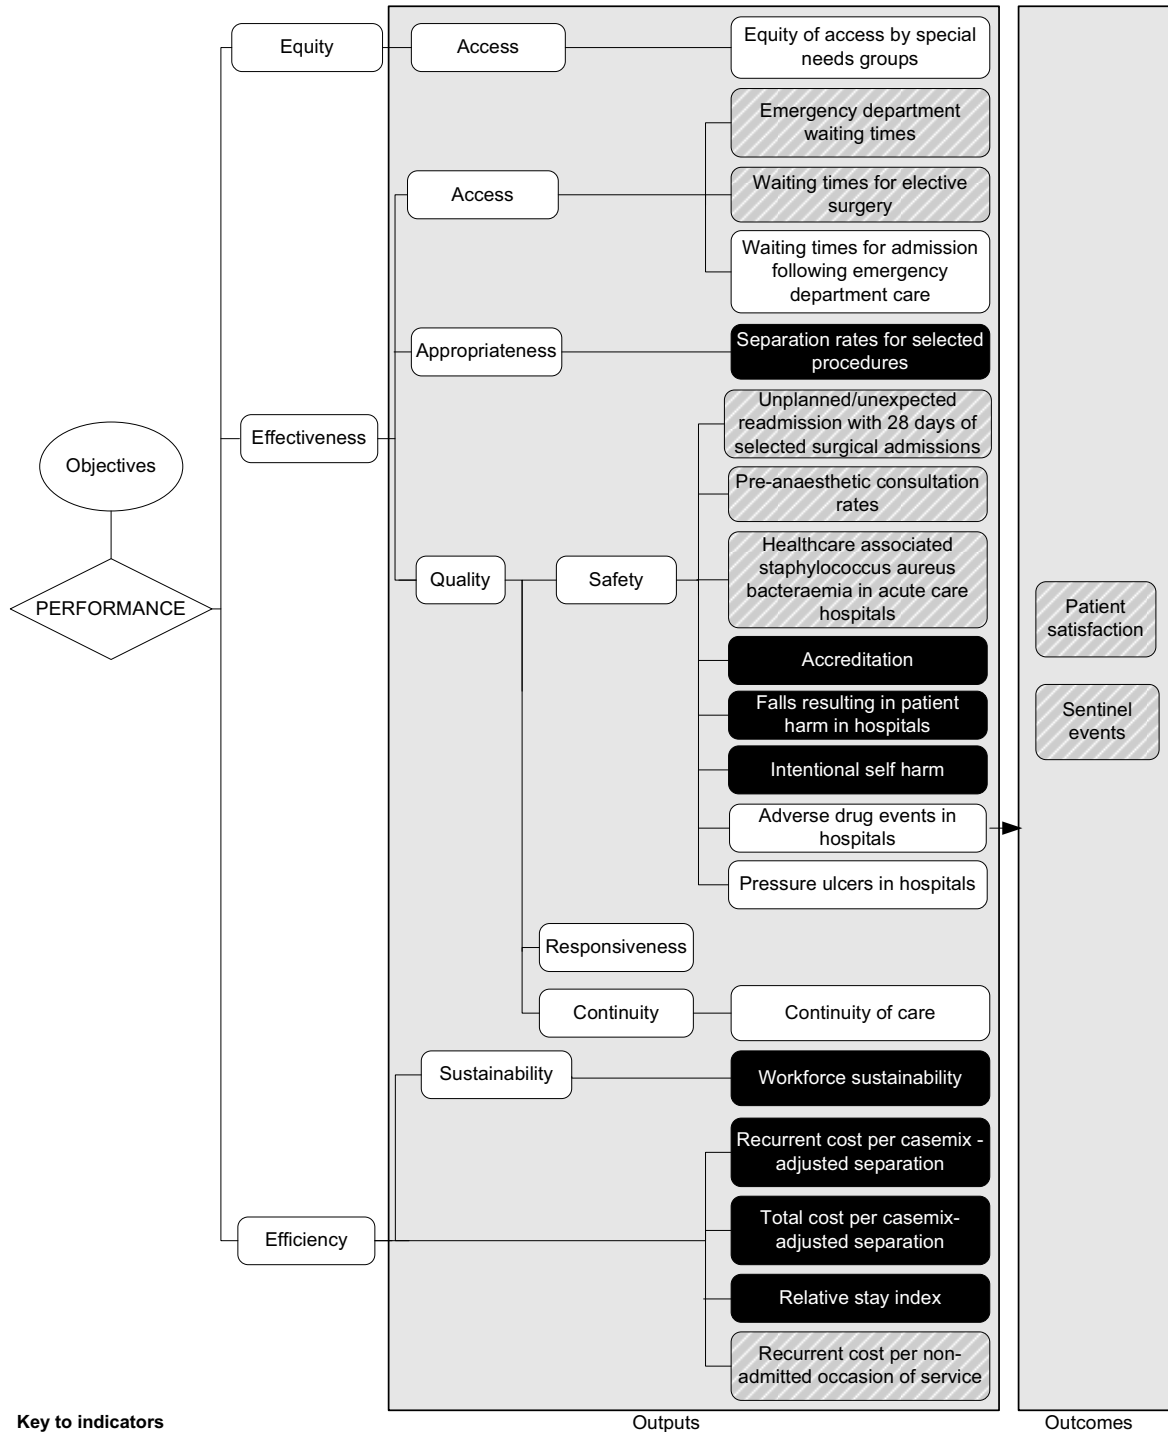 Equity
Access
Equity of access by special
needs groups
Emergency department
waiting times
Access
Waiting times for elective
surgery
Waiting times for admission
following emergency
department care
Appropriateness
Separation rates for selected
procedures
Objectives
PERFORMANCE
Effectiveness
Unplanned/unexpected
readmission with 28 days of
selected surgical admissions
Pre-anaesthetic consultation
rates
Quality
Safety
Healthcare associated
staphylococcus aureus
bacteraemia in acute care
hospitals
Accreditation
Falls resulting in patient
harm in hospitals
Intentional self harm
Adverse drug events in
hospitals
Pressure ulcers in hospitals
Patient
satisfaction
Sentinel
events
Responsiveness
Continuity
Continuity of care
Sustainability
Workforce sustainability
Recurrent cost per casemix -
adjusted separation
Efficiency
Total cost per casemix-
adjusted separation
Relative stay index
Recurrent cost per non-
admitted occasion of service
Key to indicators
Outputs
Outcomes